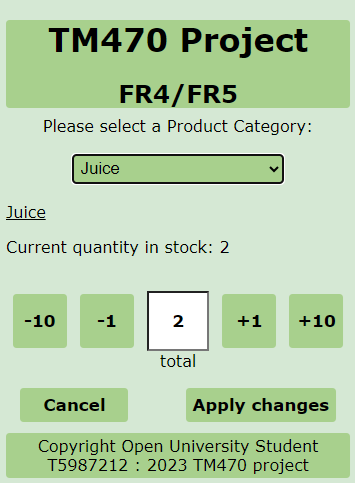 TM470 Project
FR4/FR5
Please select a Product Category:
Juice
Juice
Current quantity in stock: 2
-10 -1 2 +1 +10
total
Cancel Apply changes
Copyright Open University Student
T5987212 : 2023 TM470 project